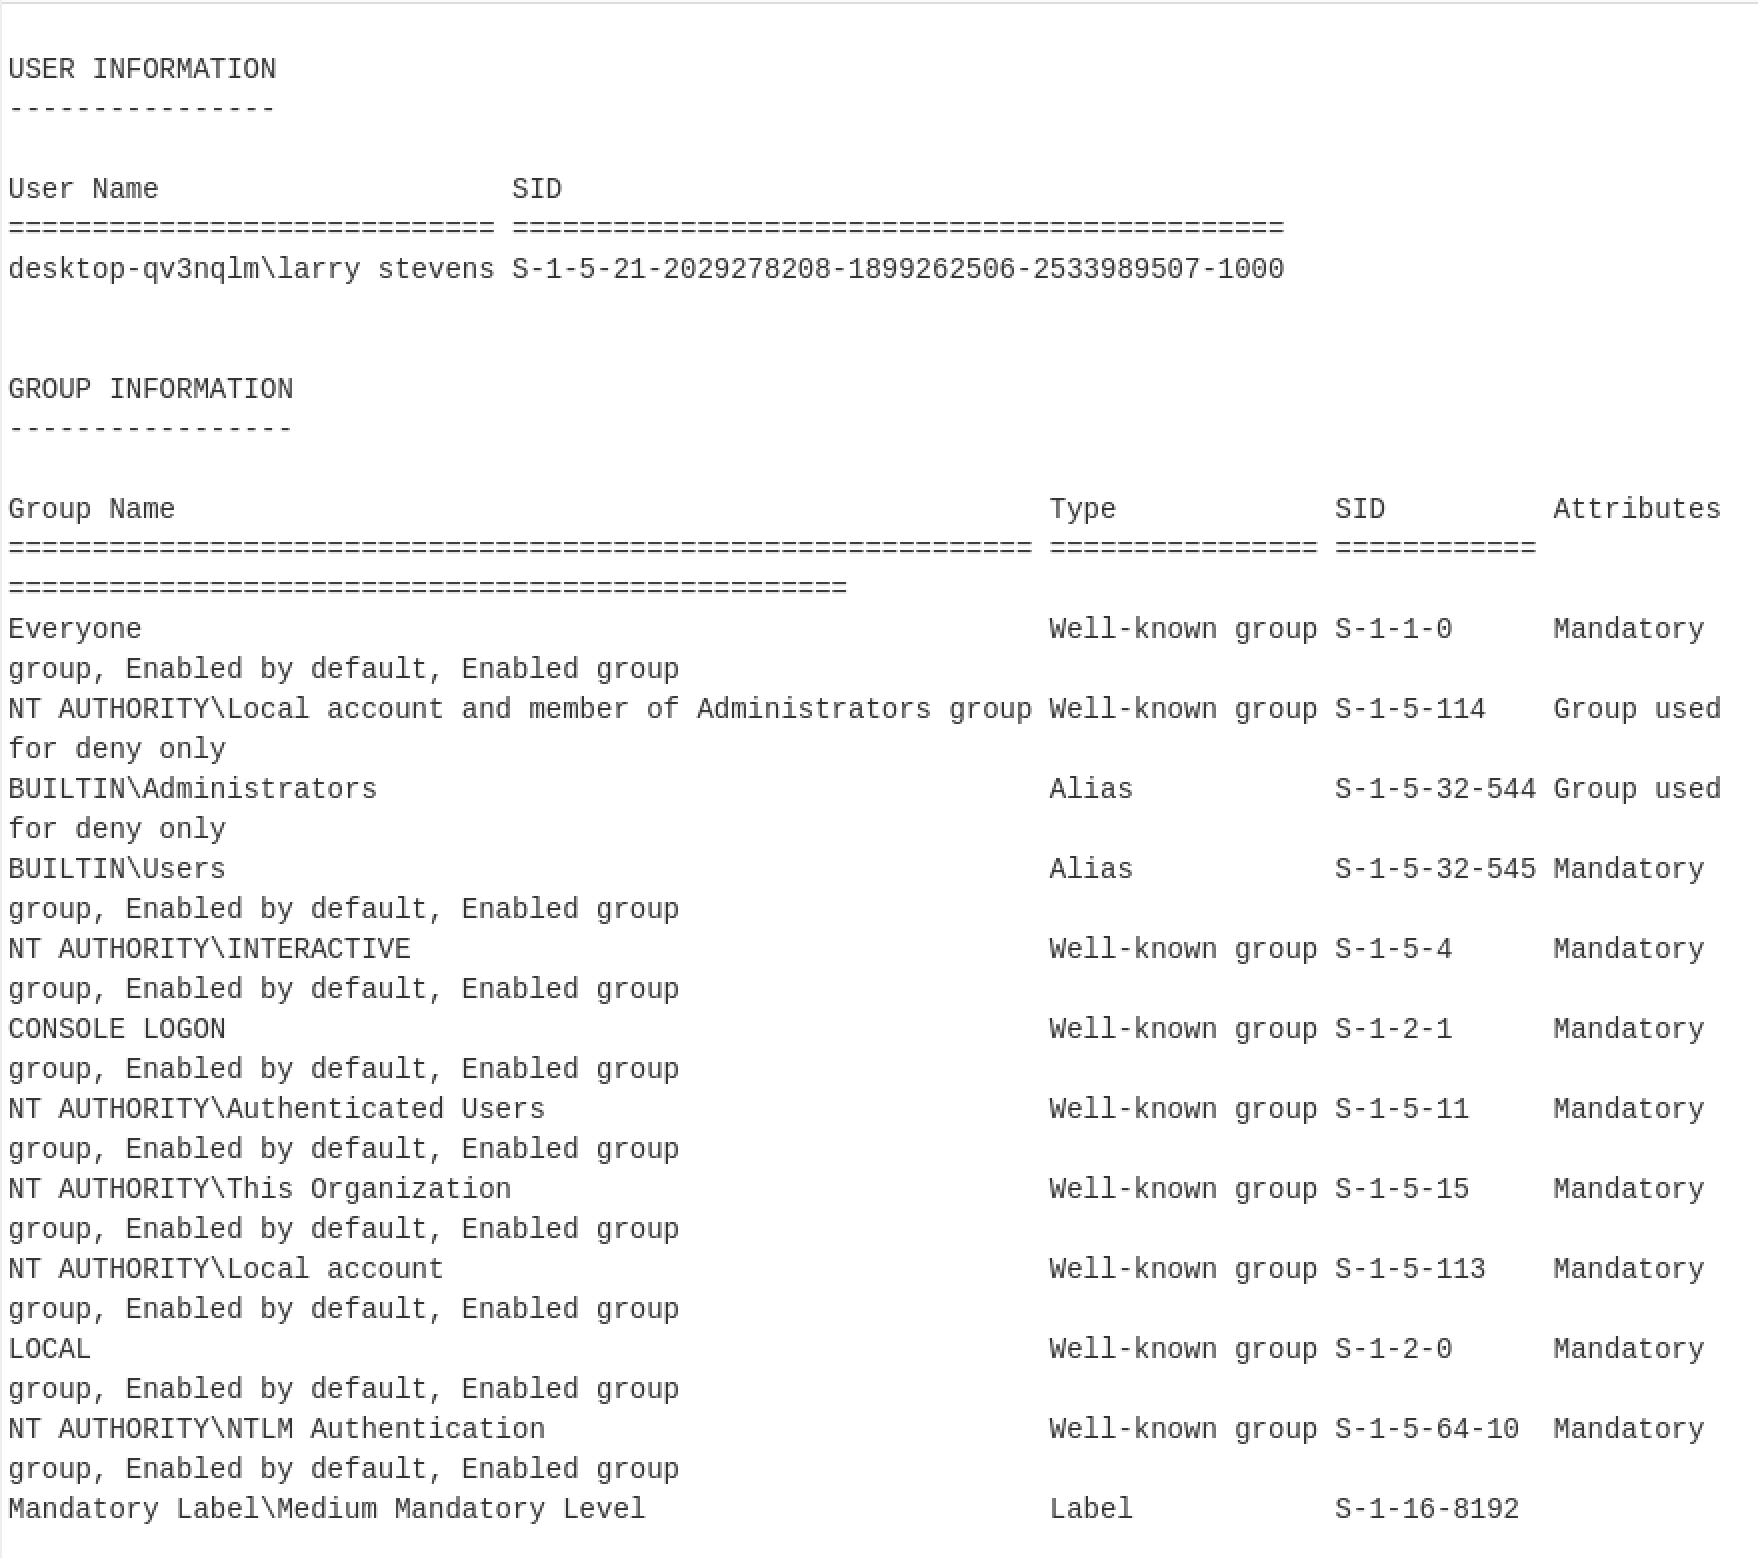 USER INFORMATION
----------------
User Name                     SID
============================= ==============================================
desktop-qv3nqlm\larry stevens S-1-5-21-2029278208-1899262506-2533989507-1000
GROUP INFORMATION
-----------------
Group Name                                                    Type             SID          Attributes
============================================================= ================ ============
==================================================
Everyone                                                      Well-known group S-1-1-0      Mandatory
group, Enabled by default, Enabled group
NT AUTHORITY\Local account and member of Administrators group Well-known group S-1-5-114    Group used
for deny only
BUILTIN\Administrators                                        Alias            S-1-5-32-544 Group used
for deny only
BUILTIN\Users                                                 Alias            S-1-5-32-545 Mandatory
group, Enabled by default, Enabled group
NT AUTHORITY\INTERACTIVE                                      Well-known group S-1-5-4      Mandatory
group, Enabled by default, Enabled group
CONSOLE LOGON                                                 Well-known group S-1-2-1      Mandatory
group, Enabled by default, Enabled group
NT AUTHORITY\Authenticated Users                              Well-known group S-1-5-11     Mandatory
group, Enabled by default, Enabled group
NT AUTHORITY\This Organization                                Well-known group S-1-5-15     Mandatory
group, Enabled by default, Enabled group
NT AUTHORITY\Local account                                    Well-known group S-1-5-113    Mandatory
group, Enabled by default, Enabled group
LOCAL                                                         Well-known group S-1-2-0      Mandatory
group, Enabled by default, Enabled group
NT AUTHORITY\NTLM Authentication                              Well-known group S-1-5-64-10  Mandatory
group, Enabled by default, Enabled group
Mandatory Label\Medium Mandatory Level                        Label            S-1-16-8192